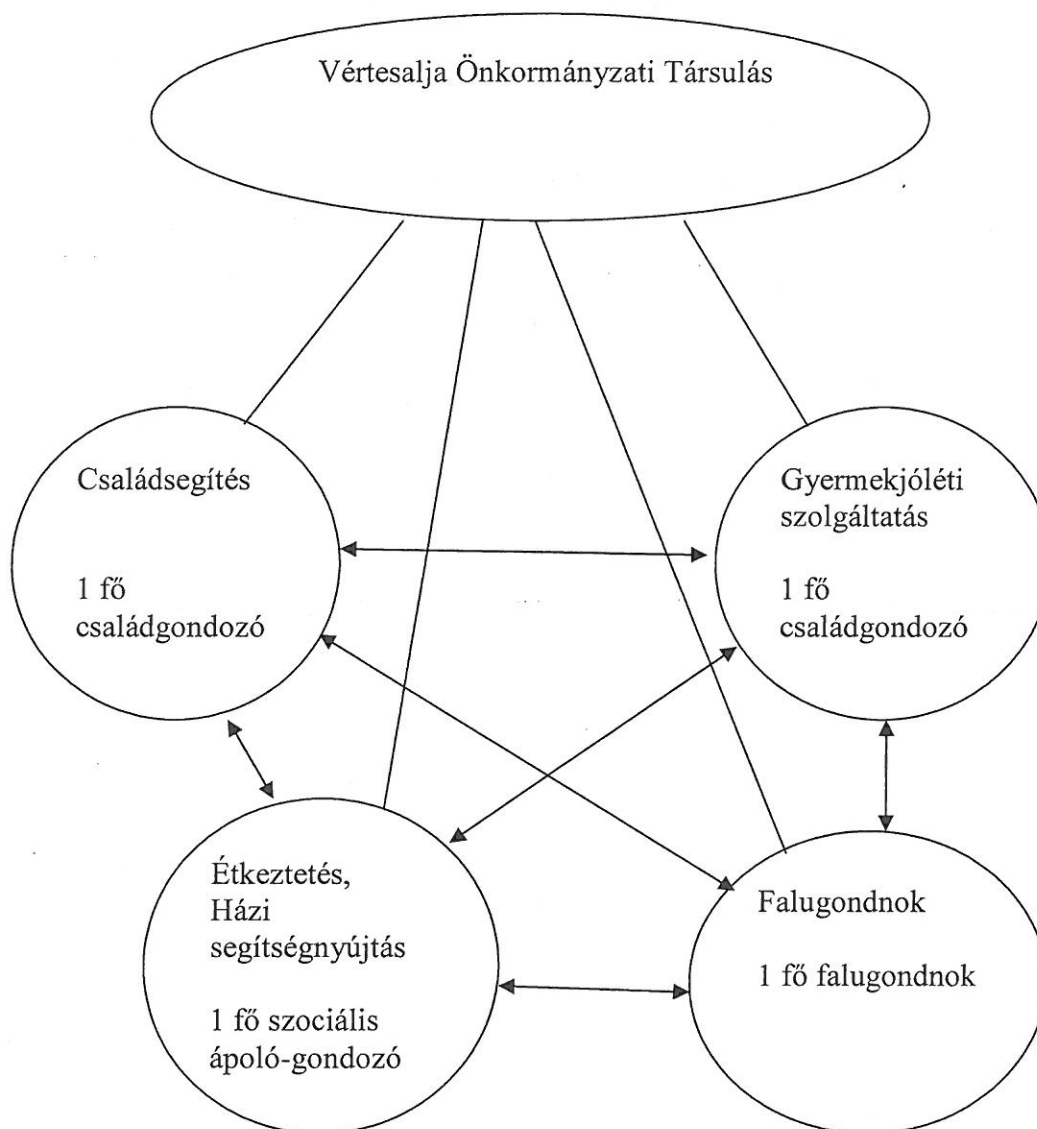 Vértesalja Önkormányzati Társulás
Családsegítés
1 fő
családgondozó
Gyermekjóléti
szolgáltatás
1 fő
családgondozó
Étkeztetés,
Házi
segítségnyújtás
1 fő szociális
ápoló-gondozó
Falugondnok
1 fő falugondnok